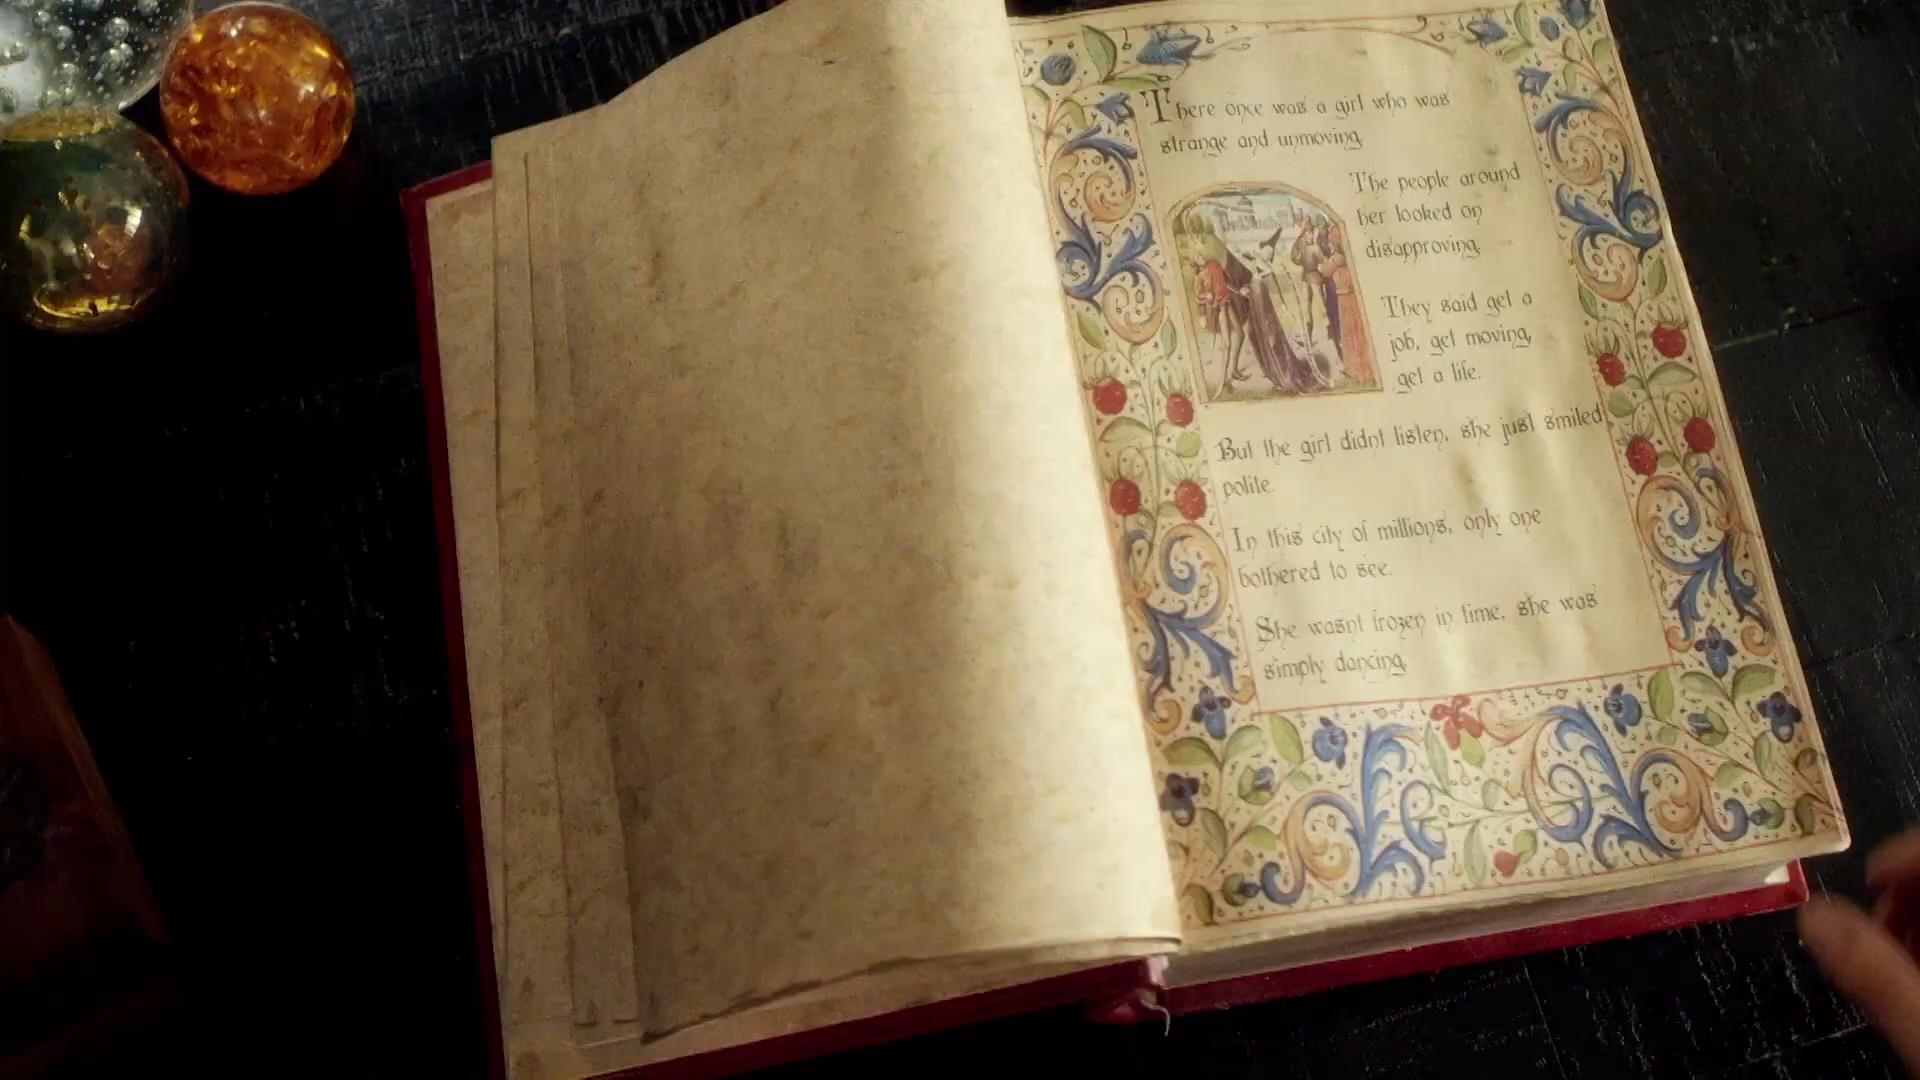 There once was a girl who was
strange and unmoving.
The people around
her looked on
disapproving.
They said get a
job, get moving,
get a life.
But the girl didnt listen, she just smiled
polite.
In this city of millions, only one
bothered to see.
She wasnt frozen in time, she was
simply dancing.